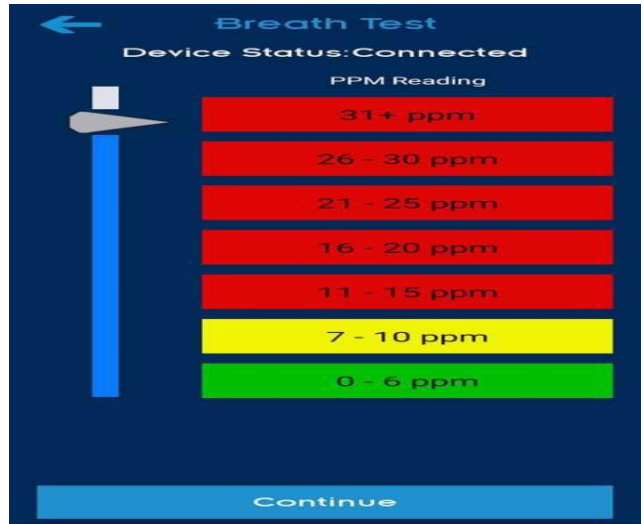 Breath Test
Device Status:Connected
PPM Reading
31+ ppm
26 - 30 ppm
21 - 25 ppm
16 - 20 ppm
11 - 15 ppm
7 - 10 ppm
0 - 6 ppm
Continue